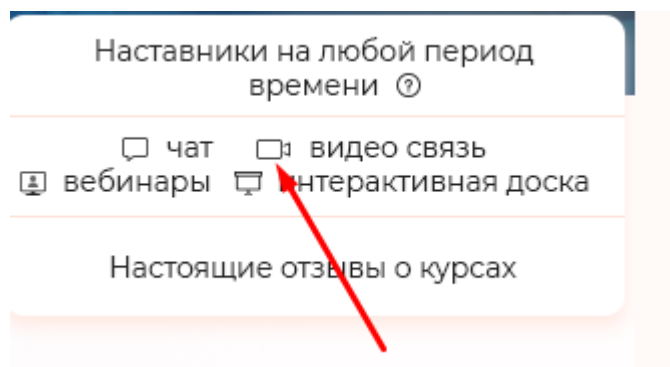 Наставники на любой период
времени ?
чат видео связь
вебинары интерактивная доска
Настоящие отзывы о курсах